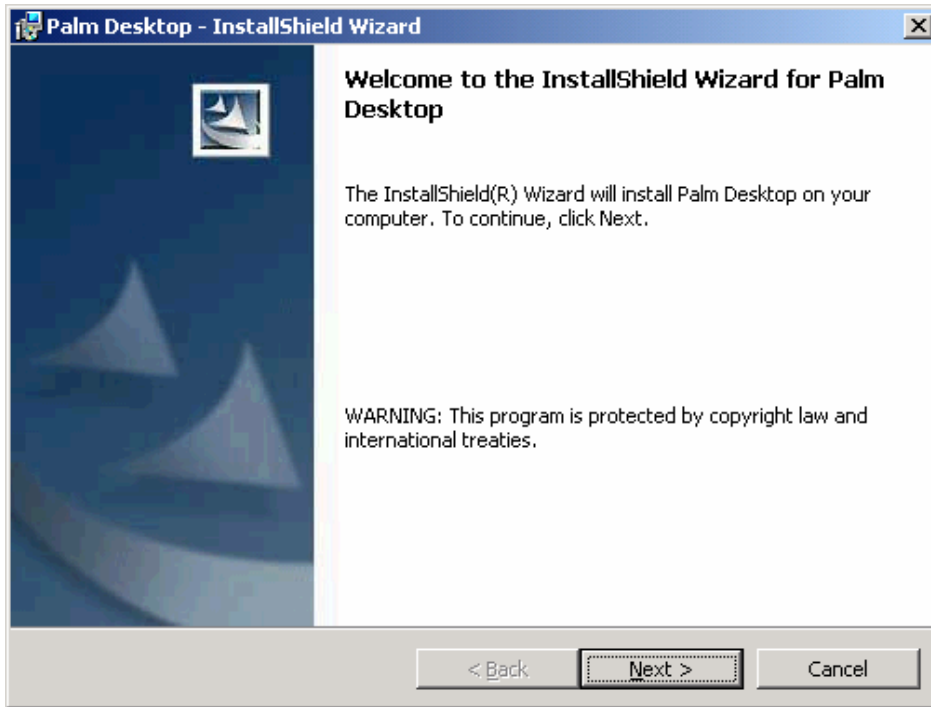 Palm Desktop - InstallShield Wizard
Welcome to the InstallShield Wizard for Palm
Desktop
The InstallShield(R) Wizard will install Palm Desktop on your
computer. To continue, click Next.
WARNING: This program is protected by copyright law and
international treaties.
< Back
Next >
Cancel